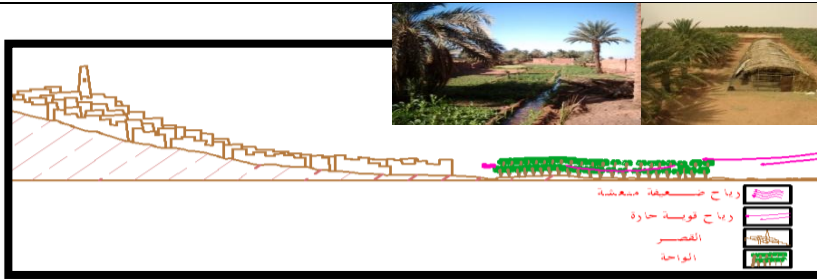 رياح ضعيفة منعشة
رياح قوية حارة
القصر
الواحة